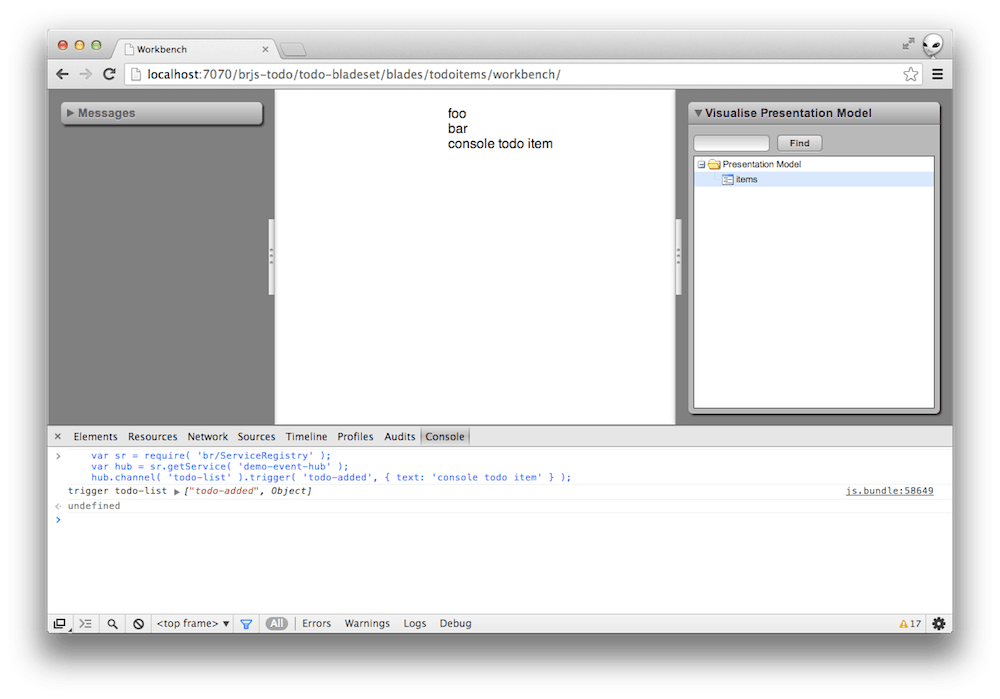 Workbench
localhost:7070/brjs-todo/todo-bladeset/blades/todoitems/workbench/
Messages
foo
bar
console todo item
Visualise Presentation Model
Find
Presentation Model
items
Elements Resources Network Sources Timeline Profiles Audits Console
var sr = require( 'br/ServiceRegistry' );
var hub = sr.getService( 'demo-event-hub' );
hub.channel( 'todo-list' ).trigger( 'todo-added', { text: 'console todo item' } );
trigger todo-list ▶ ["todo-added", Object] js.bundle:58649
undefined
<top frame> ▼ All Errors Warnings Logs Debug 17